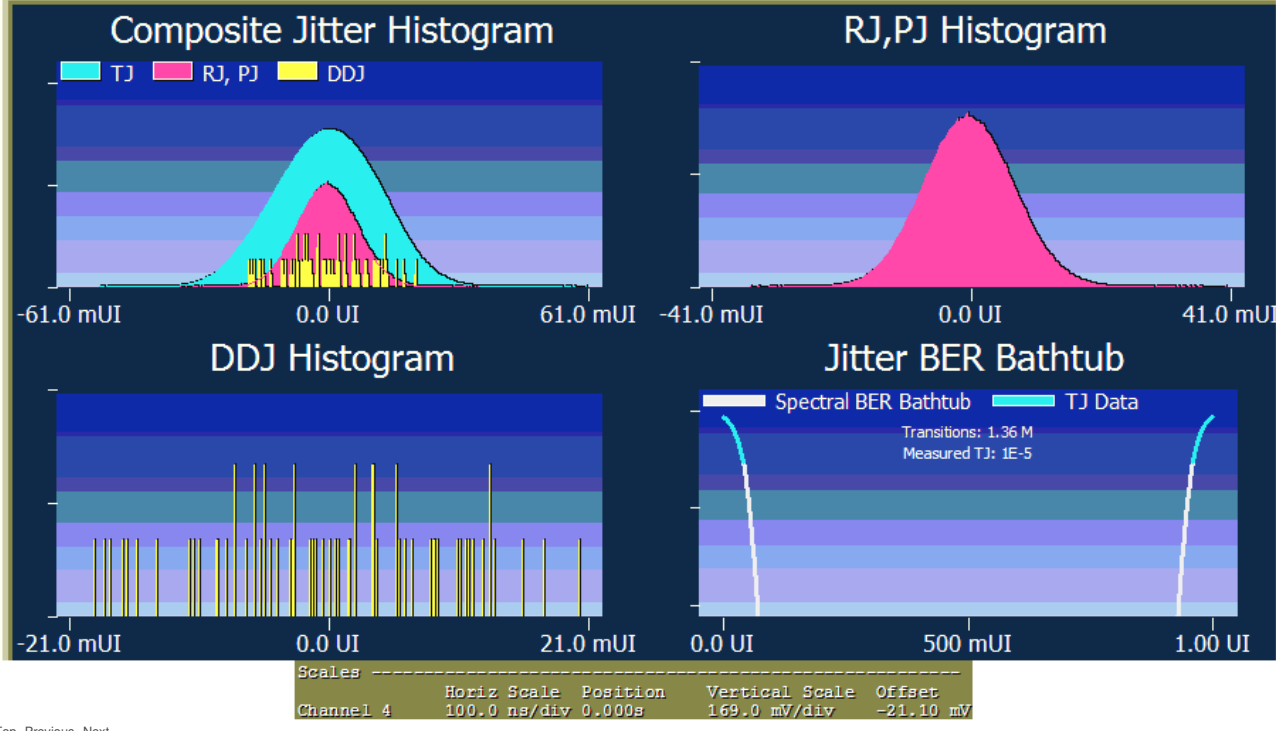 Composite Jitter Histogram
TJ RJ, PJ DDJ
-61.0 mUI 0.0 UI 61.0 mUI
RJ,PJ Histogram
-41.0 mUI 0.0 UI 41.0 mUI
DDJ Histogram
-21.0 mUI 0.0 UI 21.0 mUI
Jitter BER Bathtub
Spectral BER Bathtub TJ Data
Transitions: 1.36 M
Measured TJ: 1E-5
0.0 UI 500 mUI 1.00 UI
Scales
Horiz Scale Position Vertical Scale Offset
Channel 4 100.0 ns/div 0.000s 169.0 mV/div -21.10 mV
Previous Next